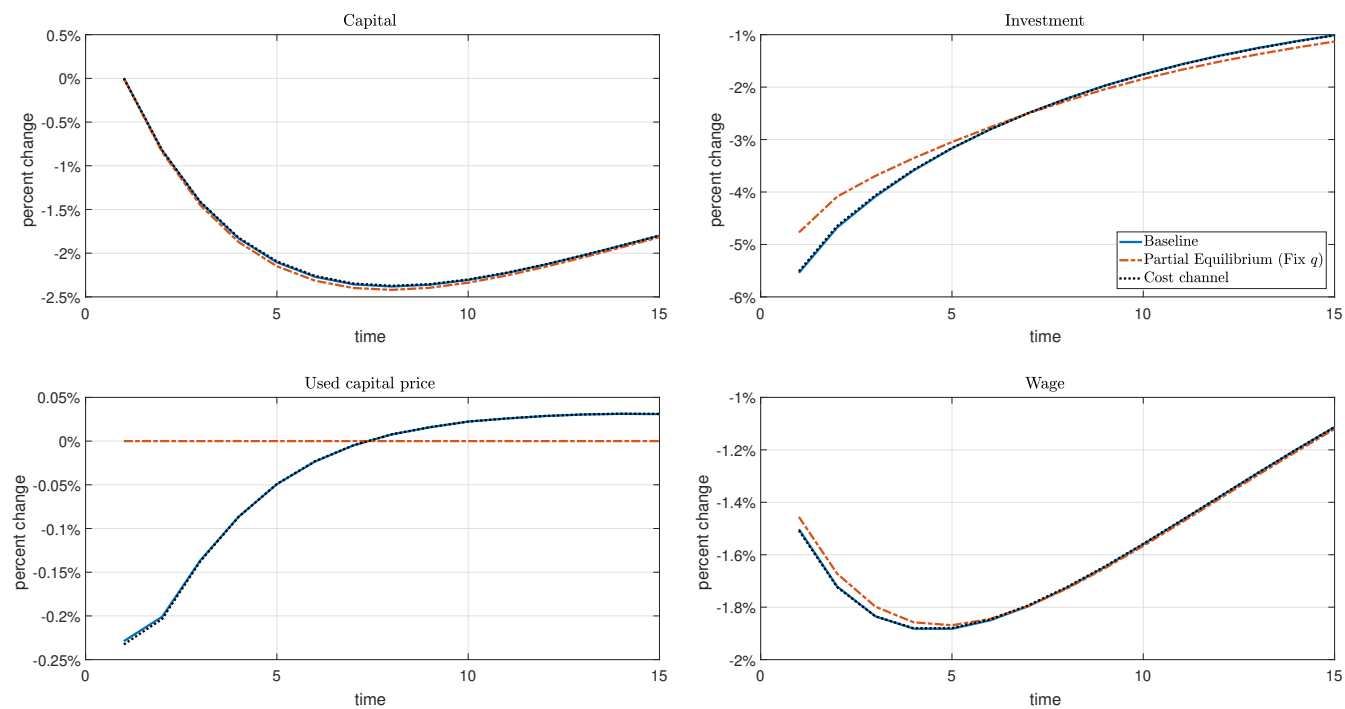 Capital
percent change
0.5%
0%
-0.5%
-1%
-1.5%
-2%
-2.5%
0 5 10 15
time
Investment
percent change
-1%
-2%
-3%
-4%
-5%
-6%
Baseline
Partial Equilibrium (Fix q)
Cost channel
0 5 10 15
time
Used capital price
percent change
0.05%
0%
-0.05%
-0.1%
-0.15%
-0.2%
-0.25%
0 5 10 15
time
Wage
percent change
-1%
-1.2%
-1.4%
-1.6%
-1.8%
-2%
0 5 10 15
time